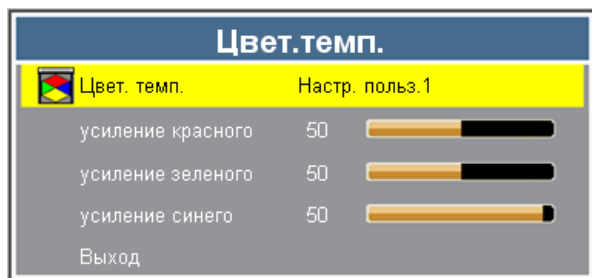 Цвет.темп.
Цвет. темп. Настр. польз.1
усиление красного 50
усиление зеленого 50
усиление синего 50
Выход